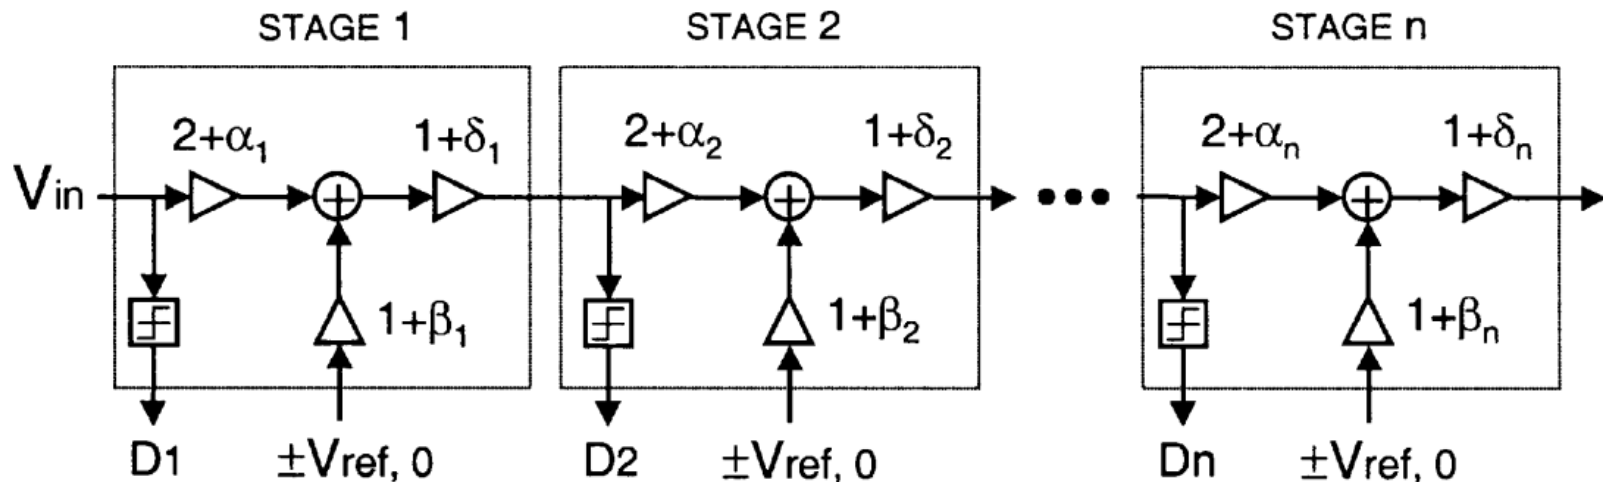 STAGE 1 STAGE 2 STAGE n
2+α₁ 1+δ₁ 2+α₂ 1+δ₂ 2+αₙ 1+δₙ
Vin + + ••• +
1+β₁ 1+β₂ 1+βₙ
D1 ±Vref, 0 D2 ±Vref, 0 Dn ±Vref, 0